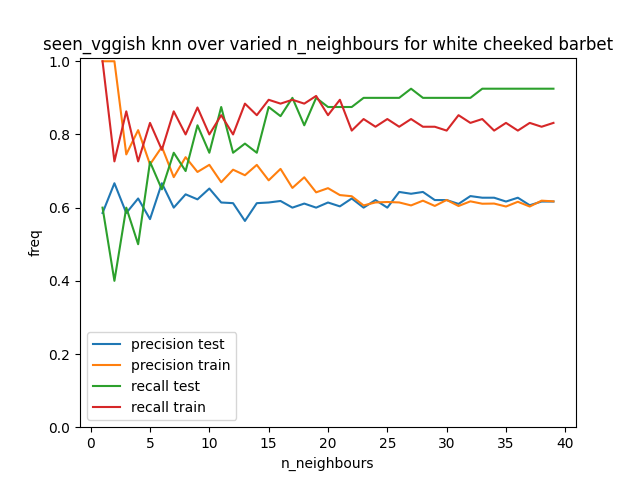 seen_vggish knn over varied n_neighbours for white cheeked barbet
1.0
0.8
0.6
0.4
0.2
0.0
freq
precision test
precision train
recall test
recall train
0 5 10 15 20 25 30 35 40
n_neighbours